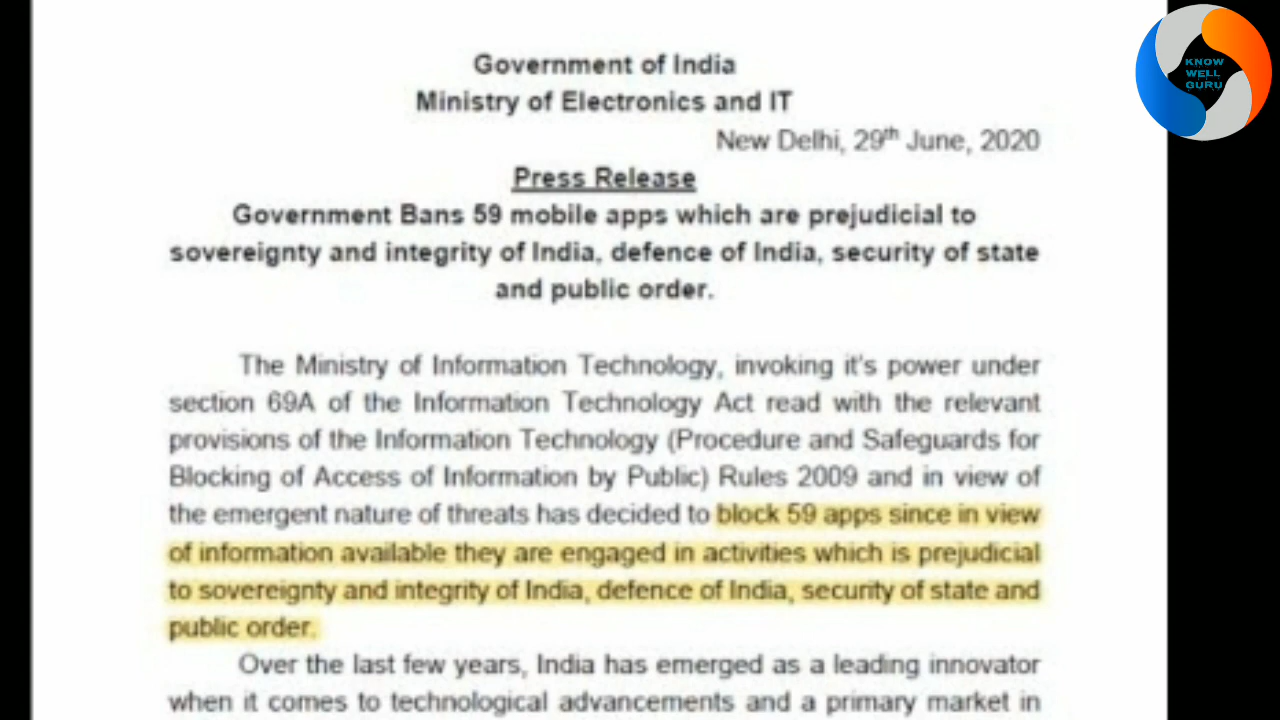 KNOW
WELL
GURU
Government of India
Ministry of Electronics and IT
New Delhi, 29th June, 2020
Press Release
Government Bans 59 mobile apps which are prejudicial to
sovereignty and integrity of India, defence of India, security of state
and public order.
The Ministry of Information Technology, invoking it's power under
section 69A of the Information Technology Act read with the relevant
provisions of the Information Technology (Procedure and Safeguards for
Blocking of Access of Information by Public) Rules 2009 and in view of
the emergent nature of threats has decided to block 59 apps since in view
of information available they are engaged in activities which is prejudicial
to sovereignty and integrity of India, defence of India, security of state and
public order.
Over the last few years, India has emerged as a leading innovator
when it comes to technological advancements and a primary market in